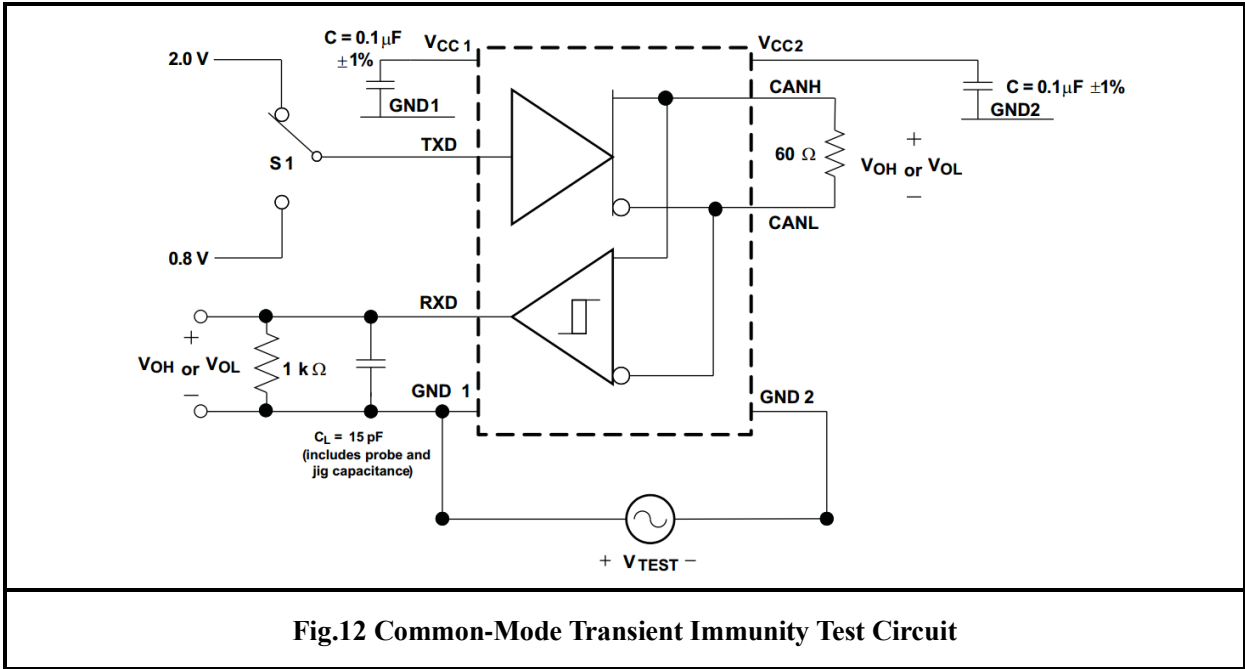 2.0 V
C = 0.1µF
±1%
VCC 1
GND1
VCC2
C = 0.1µF ±1%
GND2
CANH
TXD
S1
60 Ω
+
VOH or VOL
−
CANL
0.8 V
RXD
+
VOH or VOL
−
1 kΩ
GND 1
GND 2
CL = 15 pF
(includes probe and
jig capacitance)
+ VTEST −
Fig.12 Common-Mode Transient Immunity Test Circuit